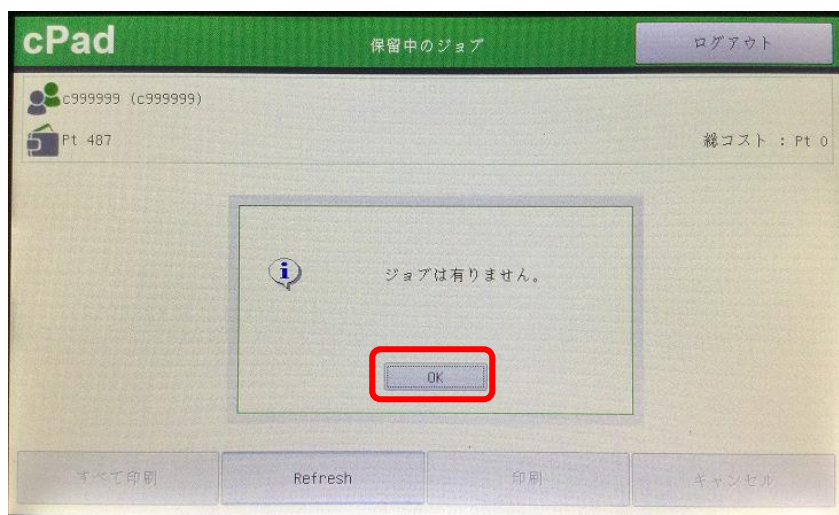 cPad 保留中のジョブ ログアウト
c999999 (c999999)
Pt 487 総コスト : Pt 0
ジョブは有りません。
OK
すべて印刷 Refresh 印刷 キャンセル